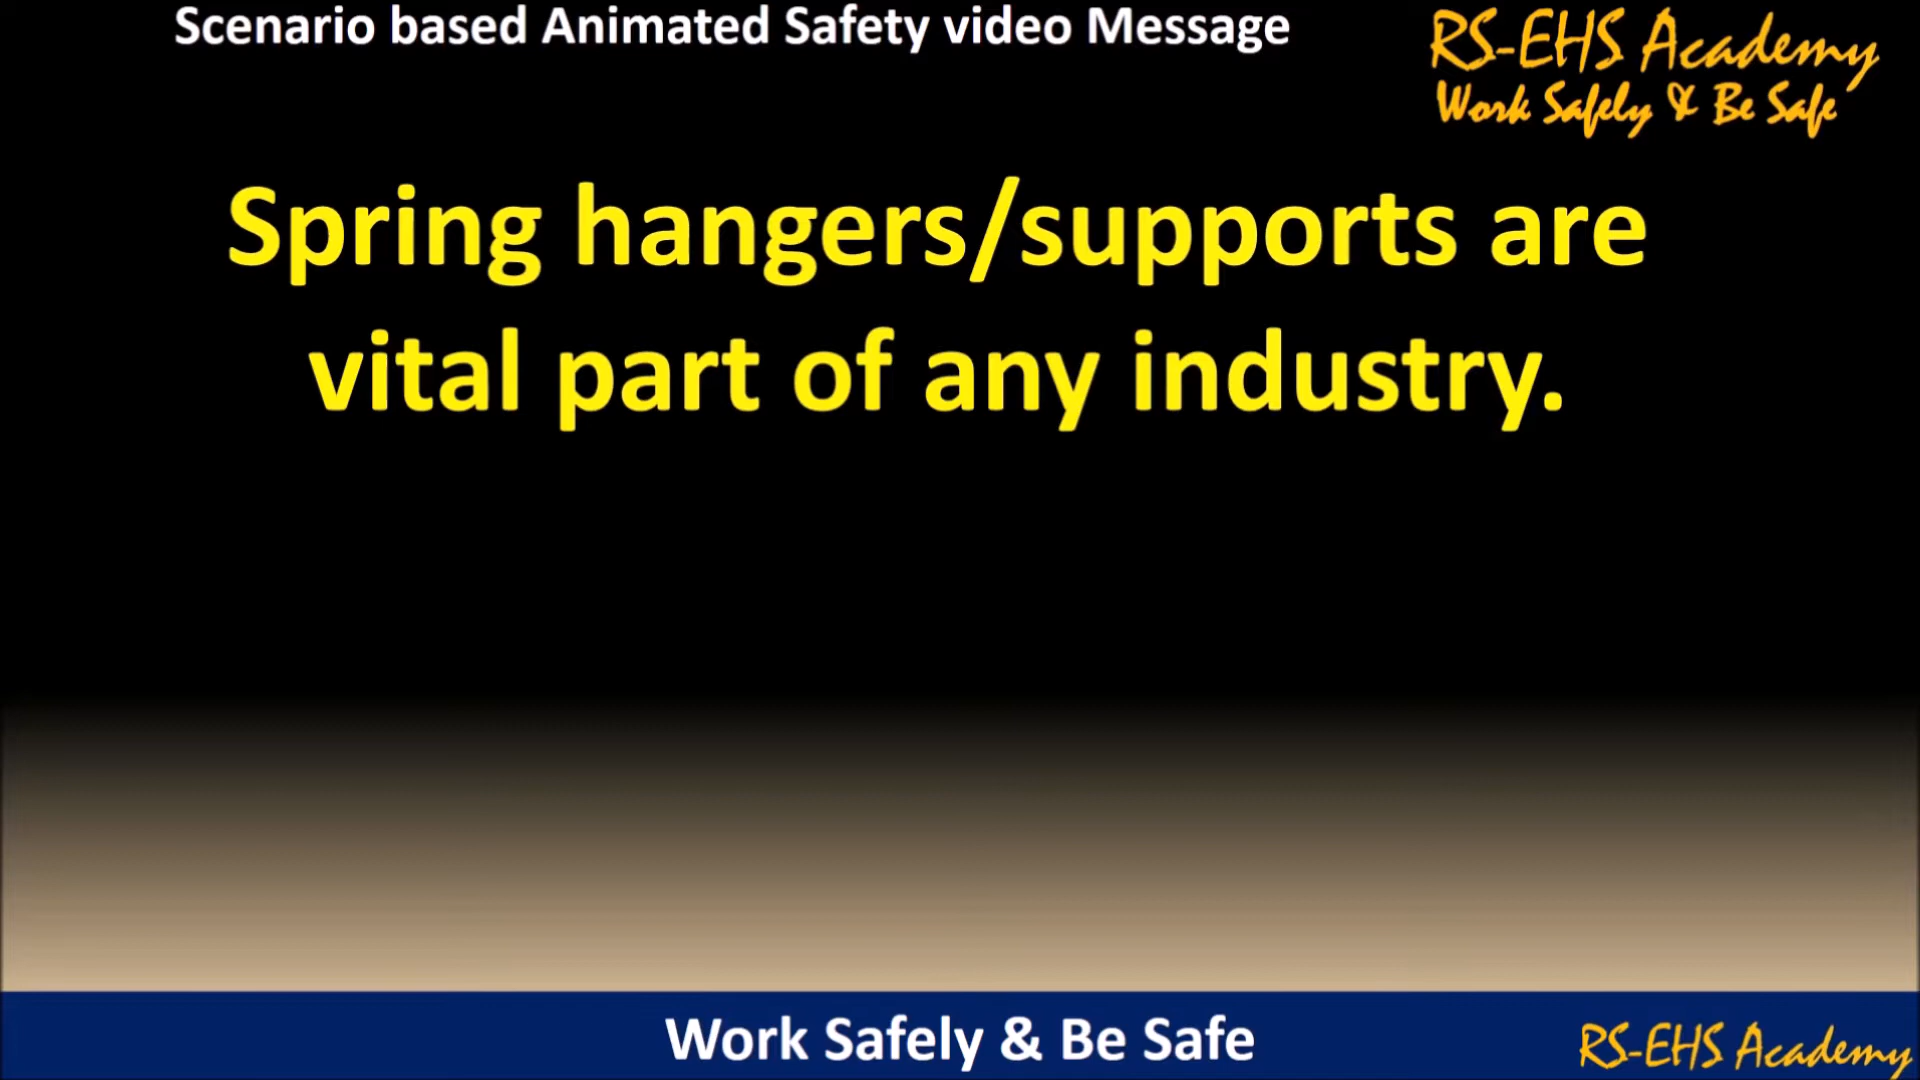 Scenario based Animated Safety video Message
RS-EHS Academy
Work Safely & Be Safe
Spring hangers/supports are
vital part of any industry.
Work Safely & Be Safe
RS-EHS Academy